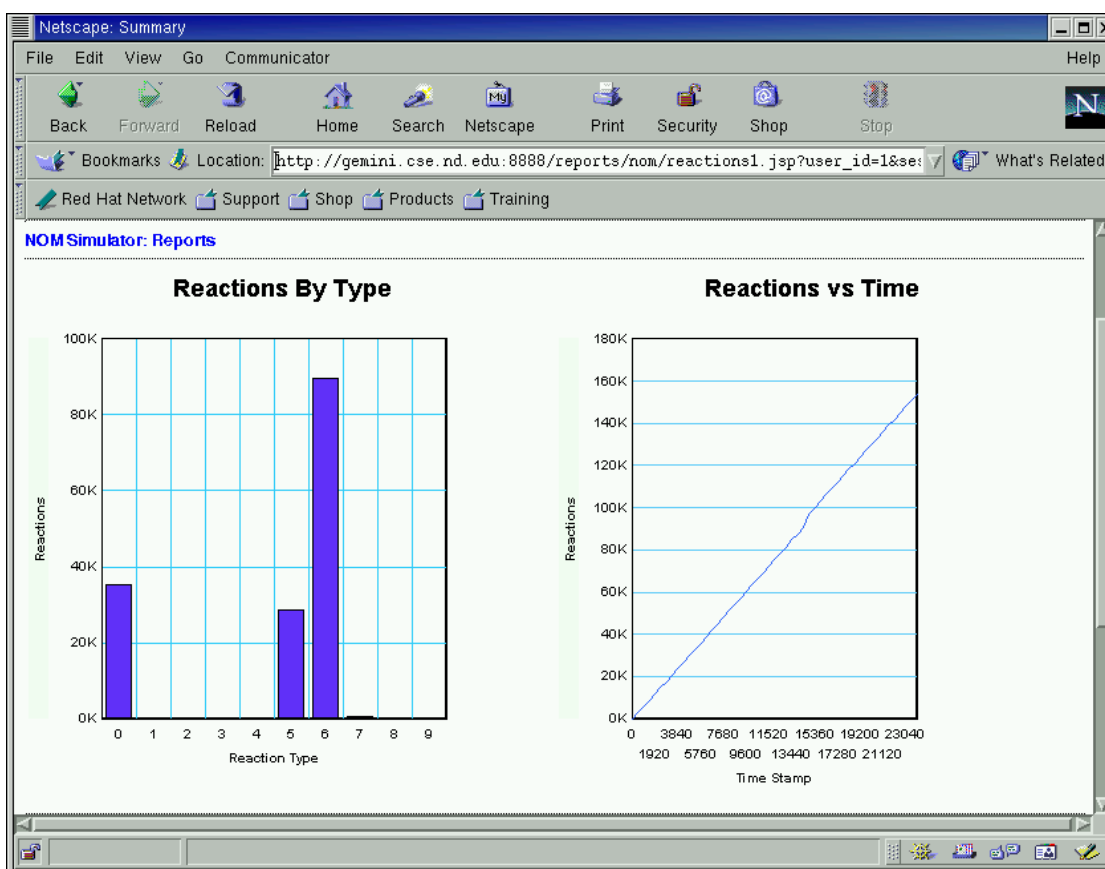 Netscape: Summary
File Edit View Go Communicator Help
My
N
Back Forward Reload Home Search Netscape Print Security Shop Stop
Bookmarks Location: http://gemini.cse.nd.edu:8888/reports/nom/reactions1.jsp?user_id=1&ses What's Related
Red Hat Network Support Shop Products Training
NOM Simulator: Reports
Reactions By Type
100K
80K
60K
40K
20K
0K
Reactions
0 1 2 3 4 5 6 7 8 9
Reaction Type
Reactions vs Time
180K
160K
140K
120K
100K
80K
60K
40K
20K
0K
Reactions
0 3840 7680 11520 15360 19200 23040
1920 5760 9600 13440 17280 21120
Time Stamp